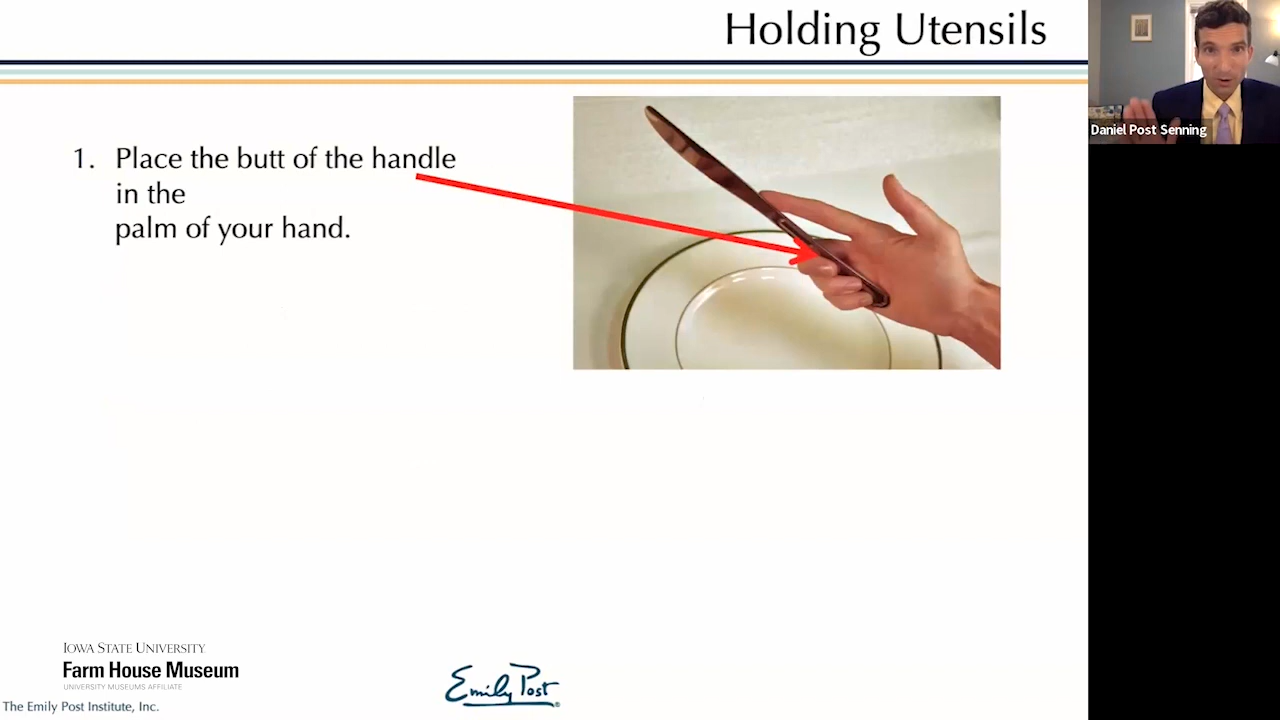 Holding Utensils
Daniel Post Senning
1. Place the butt of the handle
in the
palm of your hand.
IOWA STATE UNIVERSITY
Farm House Museum
UNIVERSITY MUSEUMS AFFILIATE
Emily Post®
The Emily Post Institute, Inc.